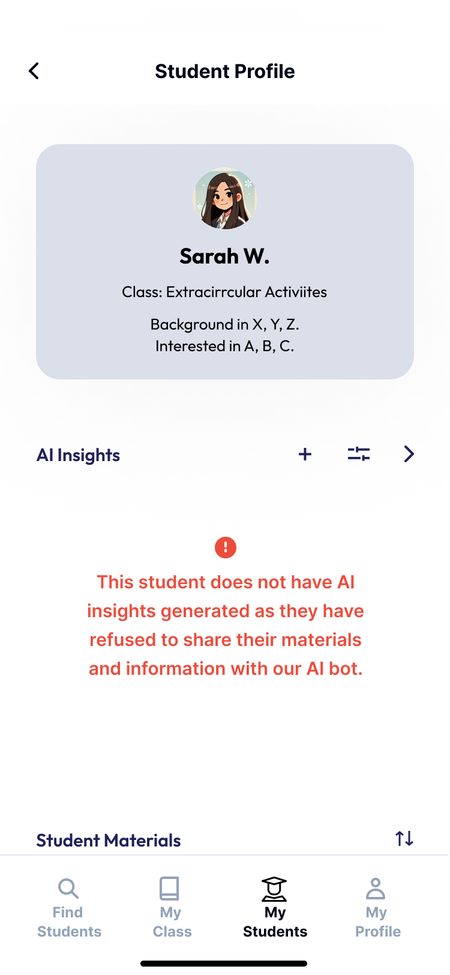 Student Profile
Sarah W.
Class: Extracirrcular Activiites
Background in X, Y, Z.
Interested in A, B, C.
AI Insights
This student does not have AI
insights generated as they have
refused to share their materials
and information with our AI bot.
Student Materials
Find
Students
My
Class
My
Students
My
Profile